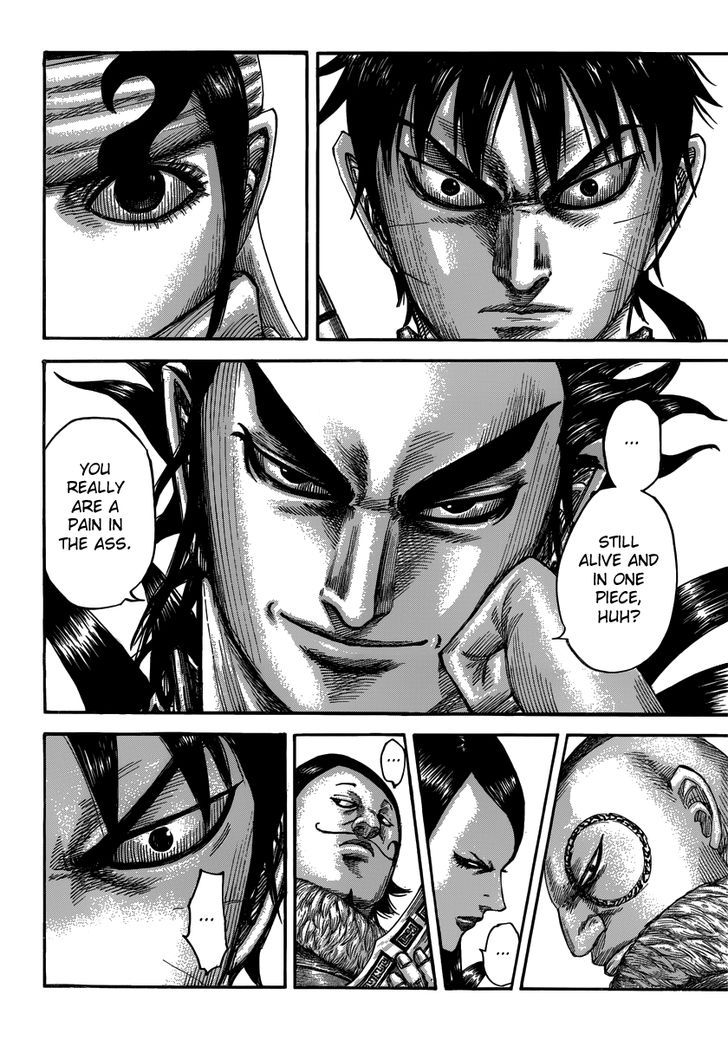 ...
STILL
ALIVE AND
IN ONE
PIECE,
HUH?
YOU
REALLY
ARE A
PAIN IN
THE ASS.
...
...
...